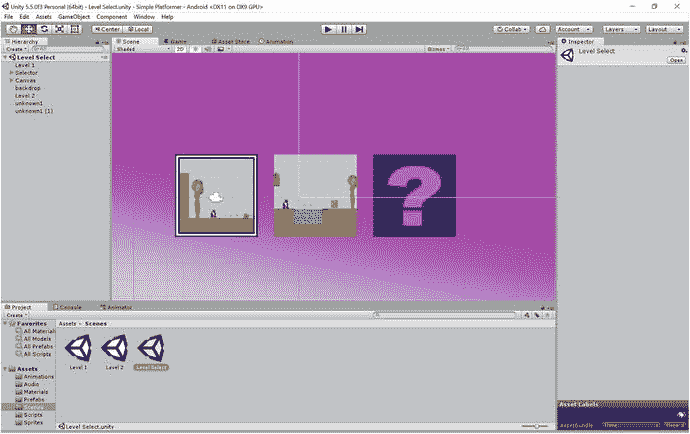 Unity 5.5.0f3 Personal (64bit) - Level Select.unity - Simple Platformer - Android <DX11 on DX9 GPU>
File Edit Assets GameObject Component Window Help
Center Local Collab Account Layers Layout
Hierarchy
Create
Level Select
Level 1
Selector
Canvas
backdrop
Level 2
unknown1
unknown1 (1)
Scene Game Asset Store Animation
Shaded 2D Gizmos
?
Inspector
Level Select
Open
Project Console Animator
Create
Favorites
All Material
All Models
All Prefabs
All Scripts
Assets
Animations
Audio
Materials
Prefabs
Scenes
Scripts
Sprites
Assets Scenes
Level 1 Level 2 Level Select
Level Select.unity
Asset Labels
AssetBundle